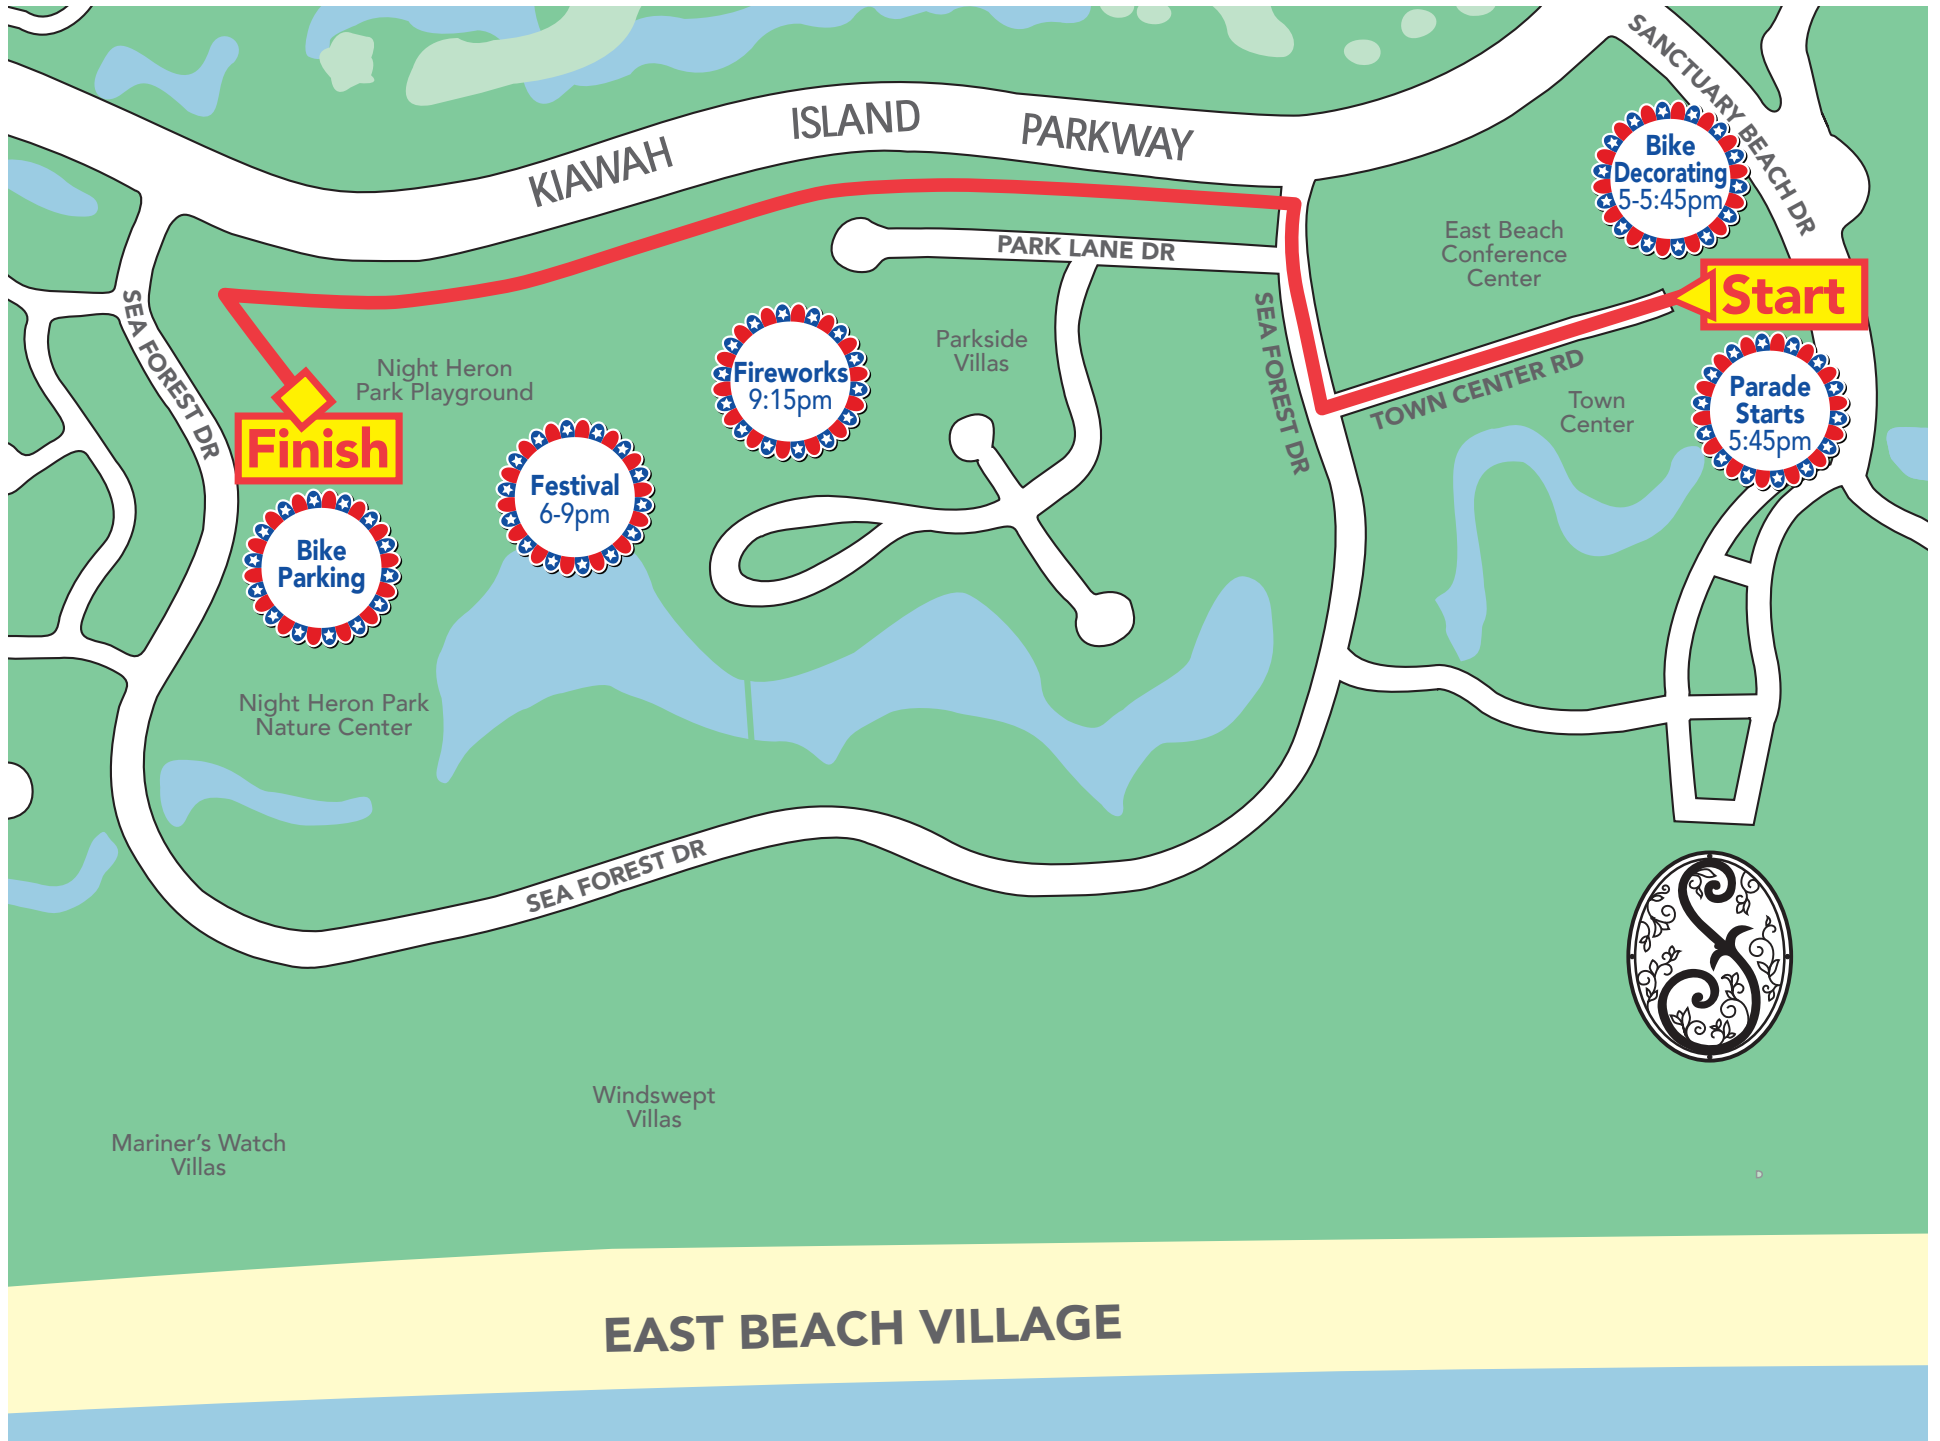 SANCTUARY BEACH DR
KIAWAH ISLAND PARKWAY
Bike
Decorating
5-5:45pm
PARK LANE DR
East Beach
Conference
Center
Start
SEA FOREST DR
SEA FOREST DR
Night Heron
Park Playground
Fireworks
9:15pm
Parkside
Villas
TOWN CENTER RD
Town
Center
Parade
Starts
5:45pm
Finish
Festival
6-9pm
Bike
Parking
Night Heron Park
Nature Center
SEA FOREST DR
Windswept
Villas
Mariner's Watch
Villas
EAST BEACH VILLAGE